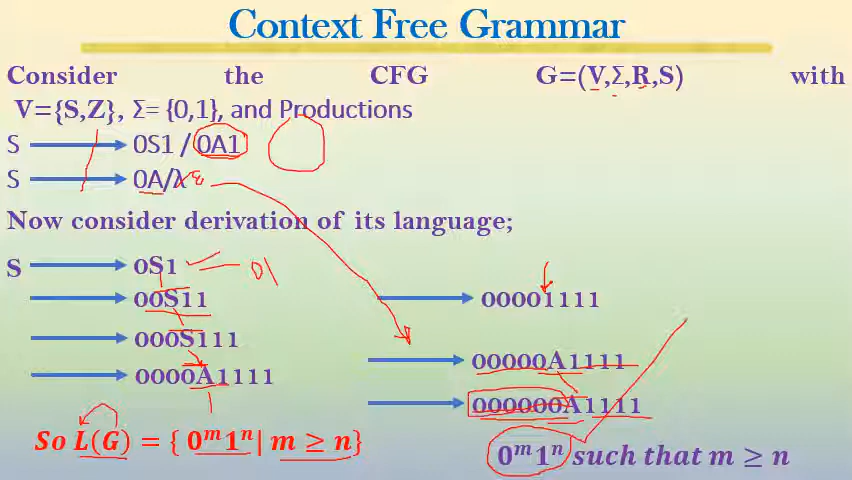 Context Free Grammar
Consider the CFG G=(V,Σ,R,S) with
V={S,Z}, Σ= {0,1}, and Productions
S 0S1 / 0A1
S 0A/λ ε
Now consider derivation of its language;
S 0S1 01
00S11
000S111
0000A1111
00001111
00000A1111
000000A1111
So L(G) = { 0ᵐ1ⁿ| m ≥ n}
0ᵐ1ⁿ such that m ≥ n